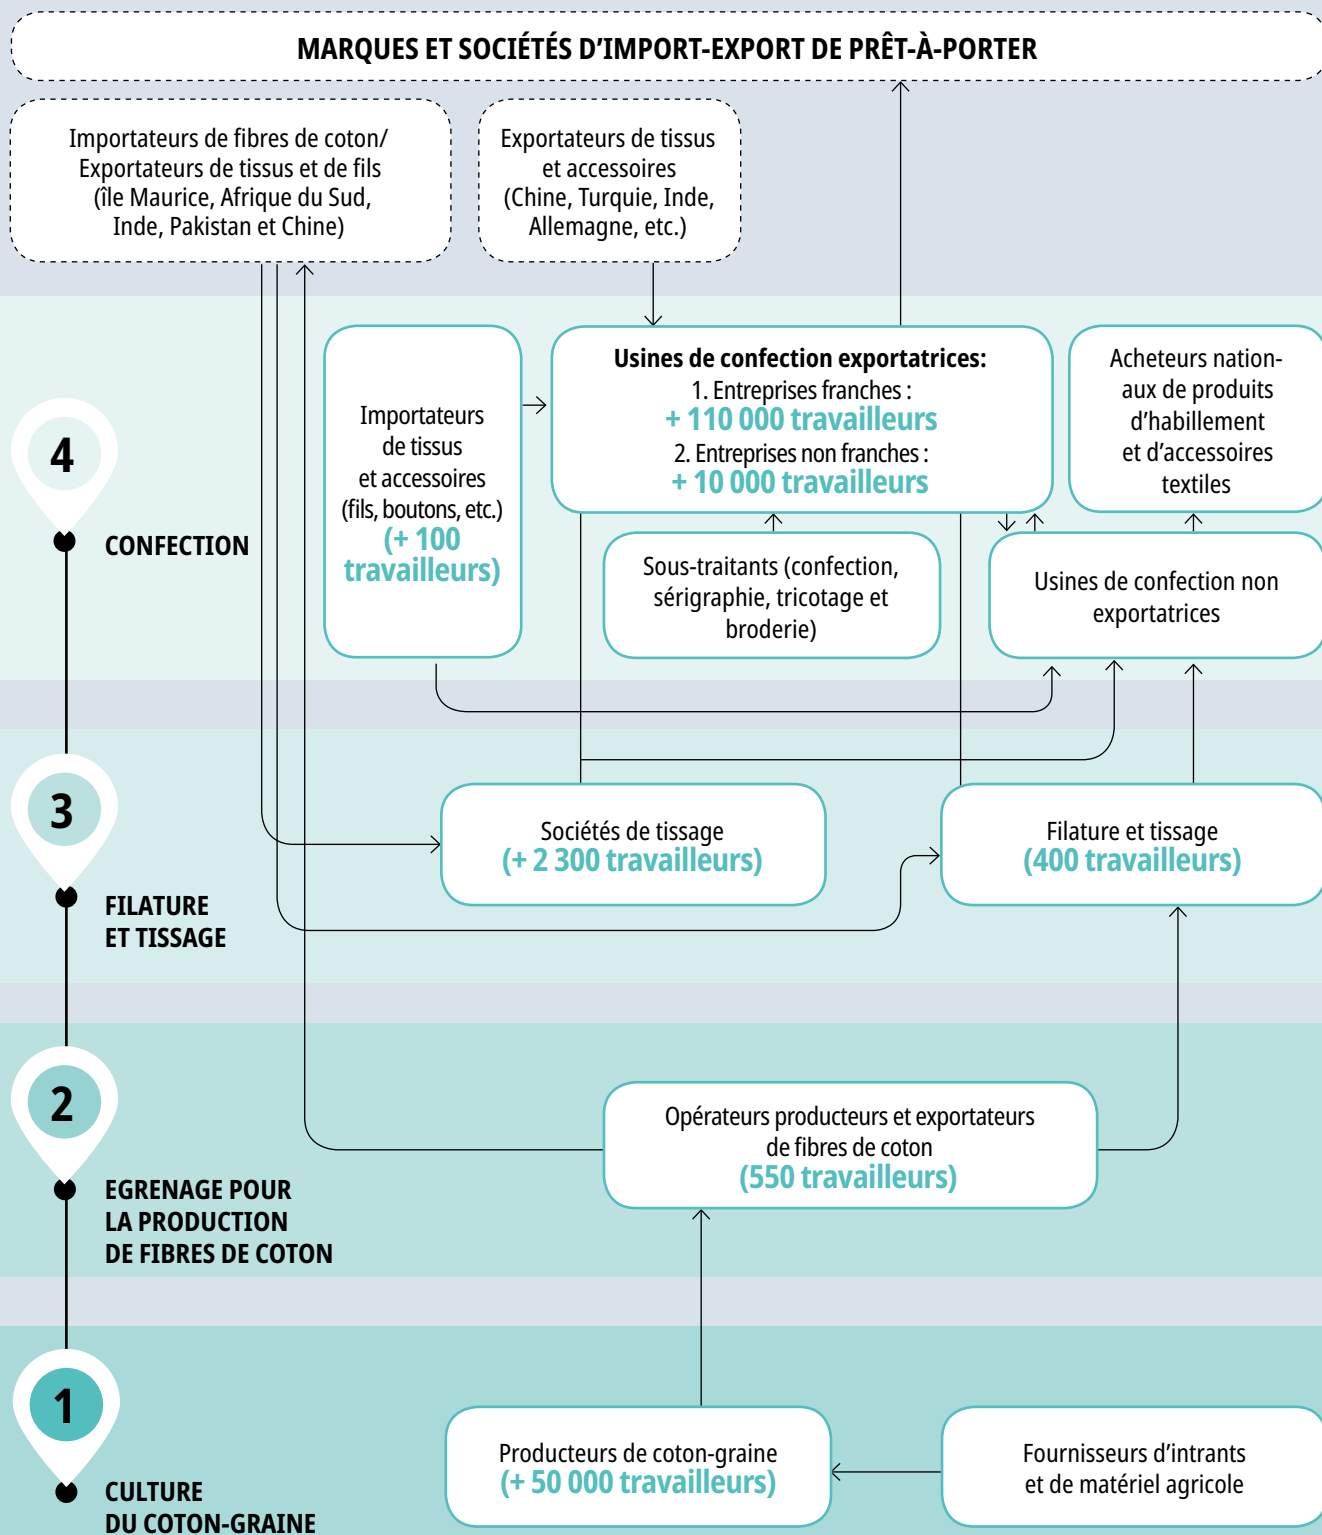 MARQUES ET SOCIÉTÉS D’IMPORT-EXPORT DE PRÊT-À-PORTER
Importateurs de fibres de coton/
Exportateurs de tissus et de fils
(île Maurice, Afrique du Sud,
Inde, Pakistan et Chine)
Exportateurs de tissus
et accessoires
(Chine, Turquie, Inde,
Allemagne, etc.)
4
CONFECTION
Importateurs
de tissus
et accessoires
(fils, boutons, etc.)
(+ 100
travailleurs)
Usines de confection exportatrices:
1. Entreprises franches :
+ 110 000 travailleurs
2. Entreprises non franches :
+ 10 000 travailleurs
Acheteurs nation-
aux de produits
d’habillement
et d’accessoires
textiles
Sous-traitants (confection,
sérigraphie, tricotage et
broderie)
Usines de confection non
exportatrices
3
FILATURE
ET TISSAGE
Sociétés de tissage
(+ 2 300 travailleurs)
Filature et tissage
(400 travailleurs)
2
EGRENAGE POUR
LA PRODUCTION
DE FIBRES DE COTON
Opérateurs producteurs et exportateurs
de fibres de coton
(550 travailleurs)
1
CULTURE
DU COTON-GRAINE
Producteurs de coton-graine
(+ 50 000 travailleurs)
Fournisseurs d’intrants
et de matériel agricole